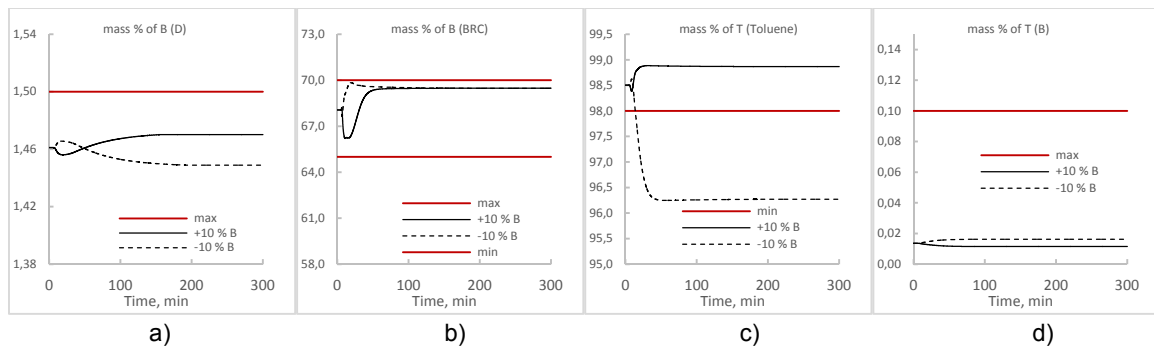 mass % of B (D)
1,54
1,50
1,46
1,42
1,38
max
+10 % B
-10 % B
0 100 200 300
Time, min
a)
mass % of B (BRC)
73,0
70,0
67,0
64,0
61,0
58,0
max
+10 % B
-10 % B
min
0 100 200 300
Time, min
b)
mass % of T (Toluene)
99,5
99,0
98,5
98,0
97,5
97,0
96,5
96,0
95,5
95,0
min
+10 % B
-10 % B
0 100 200 300
Time, min
c)
mass % of T (B)
0,14
0,12
0,10
0,08
0,06
0,04
0,02
0,00
max
+10 % B
-10 % B
0 100 200 300
Time, min
d)